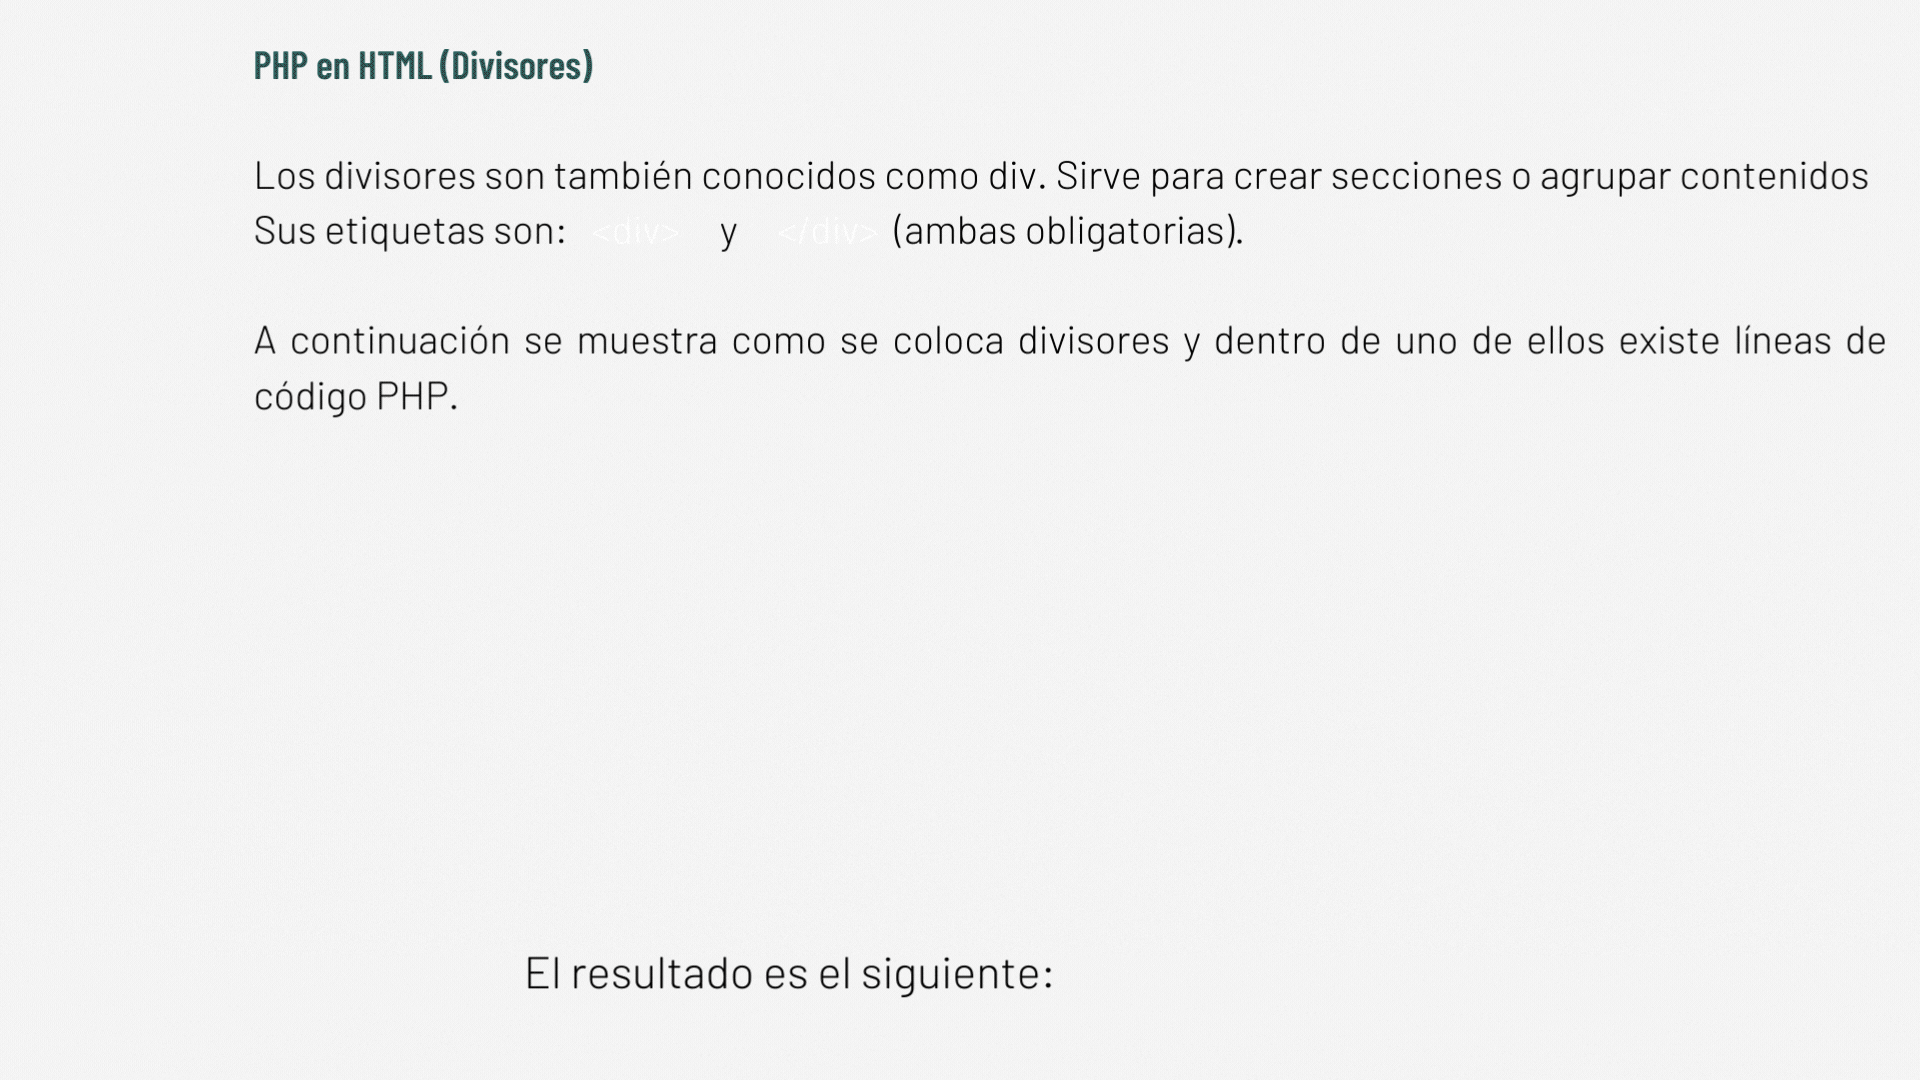 PHP en HTML (Divisores)
Los divisores son también conocidos como div. Sirve para crear secciones o agrupar contenidos
Sus etiquetas son: <div> y </div> (ambas obligatorias).
A continuación se muestra como se coloca divisores y dentro de uno de ellos existe líneas de
código PHP.
El resultado es el siguiente: